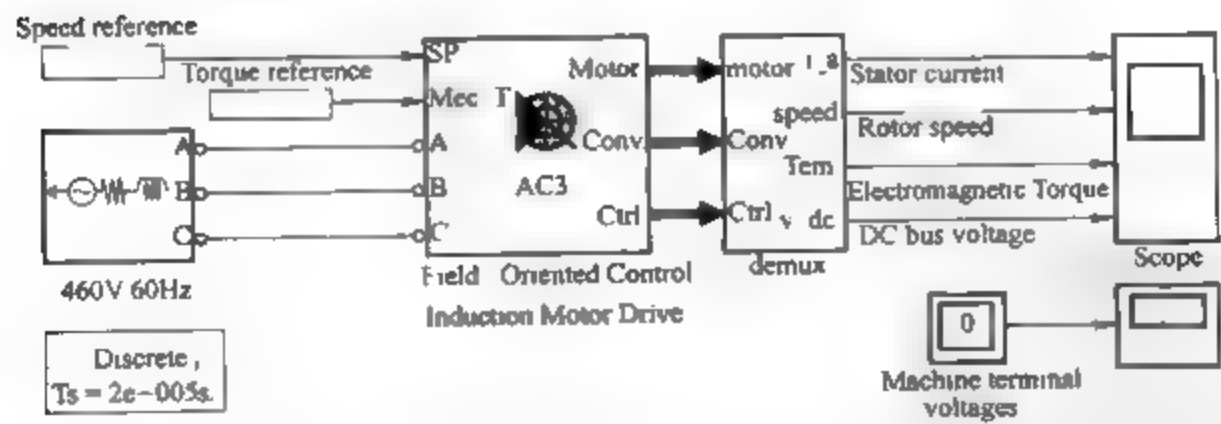 Speed reference
SP
Torque reference
Mec T
Motor
motor i_a
Stator current
speed
Rotor speed
Conv
Conv
Tem
Electromagnetic Torque
Ctrl
Ctrl
v dc
DC bus voltage
A
B
C
A
B
C
AC3
demux
Scope
460V 60Hz
Field Oriented Control
Induction Motor Drive
Discrete,
Ts = 2e-005s.
0
Machine terminal
voltages